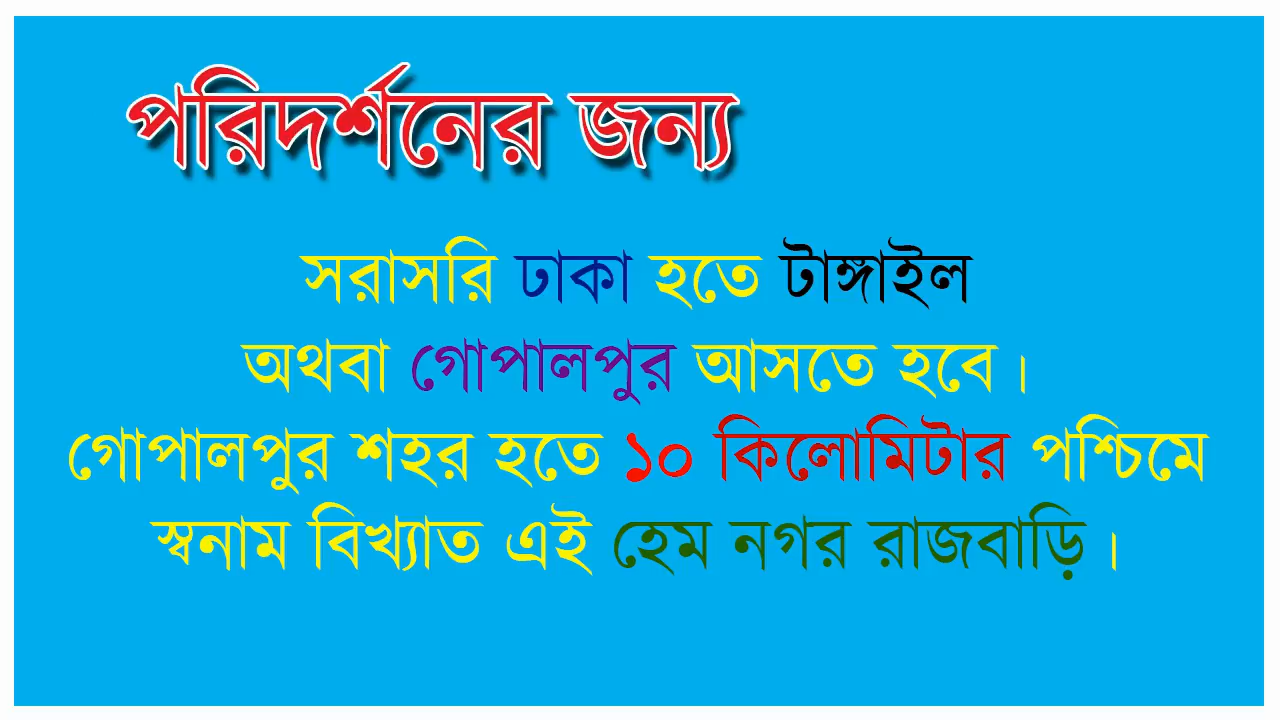 পরিদর্শনের জন্য
সরাসরি ঢাকা হতে টাঙ্গাইল
অথবা গোপালপুর আসতে হবে।
গোপালপুর শহর হতে ১০ কিলোমিটার পশ্চিমে
স্বনাম বিখ্যাত এই হেম নগর রাজবাড়ি।